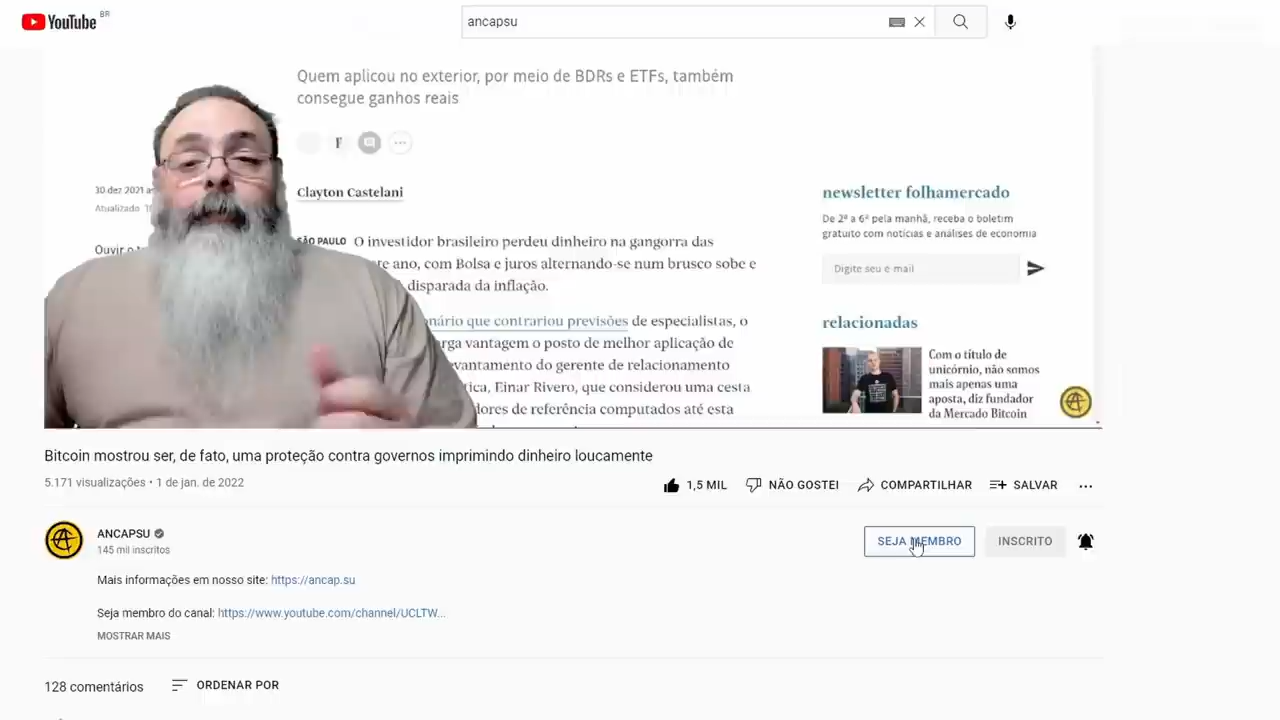 YouTube BR
ancapsu
Quem aplicou no exterior, por meio de BDRs e ETFs, também
consegue ganhos reais
30 dez 2021
Atualizado
Clayton Castelani
Ouvir o
SÃO PAULO O investidor brasileiro perdeu dinheiro na gangorra das
te ano, com Bolsa e juros alternando-se num brusco sobe e
disparada da inflação.
nário que contrariou previsões de especialistas, o
rga vantagem o posto de melhor aplicação de
evantamento do gerente de relacionamento
tica, Einar Rivero, que considerou uma cesta
dores de referência computados até esta
newsletter folhamercado
De 2ª a 6ª pela manhã, receba o boletim
gratuito com notícias e análises de economia
Digite seu e-mail
relacionadas
Com o título de
unicórnio, não somos
mais apenas uma
aposta, diz fundador
da Mercado Bitcoin
Bitcoin mostrou ser, de fato, uma proteção contra governos imprimindo dinheiro loucamente
5.171 visualizações • 1 de jan. de 2022
1,5 MIL NÃO GOSTEI COMPARTILHAR SALVAR
ANCAPSU
145 mil inscritos
SEJA MEMBRO INSCRITO
Mais informações em nosso site: https://ancap.su
Seja membro do canal: https://www.youtube.com/channel/UCLTW...
MOSTRAR MAIS
128 comentários ORDENAR POR